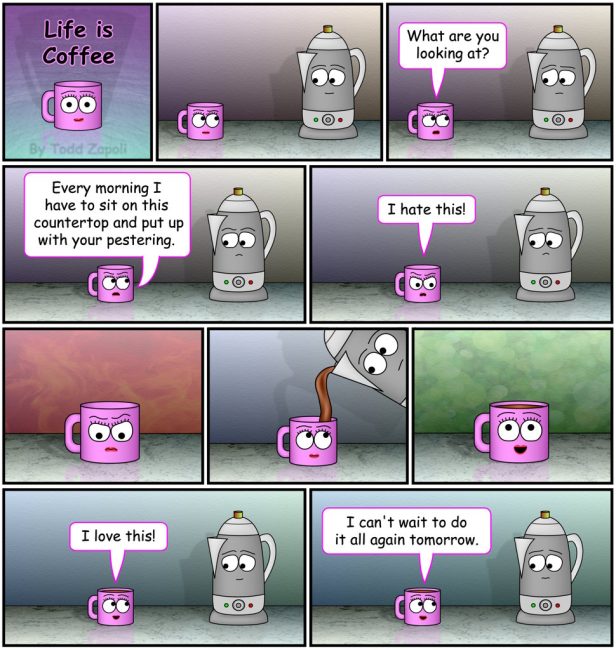 Life is
Coffee
By Todd Zapoli
What are you
looking at?
Every morning I
have to sit on this
countertop and put up
with your pestering.
I hate this!
I love this!
I can't wait to do
it all again tomorrow.